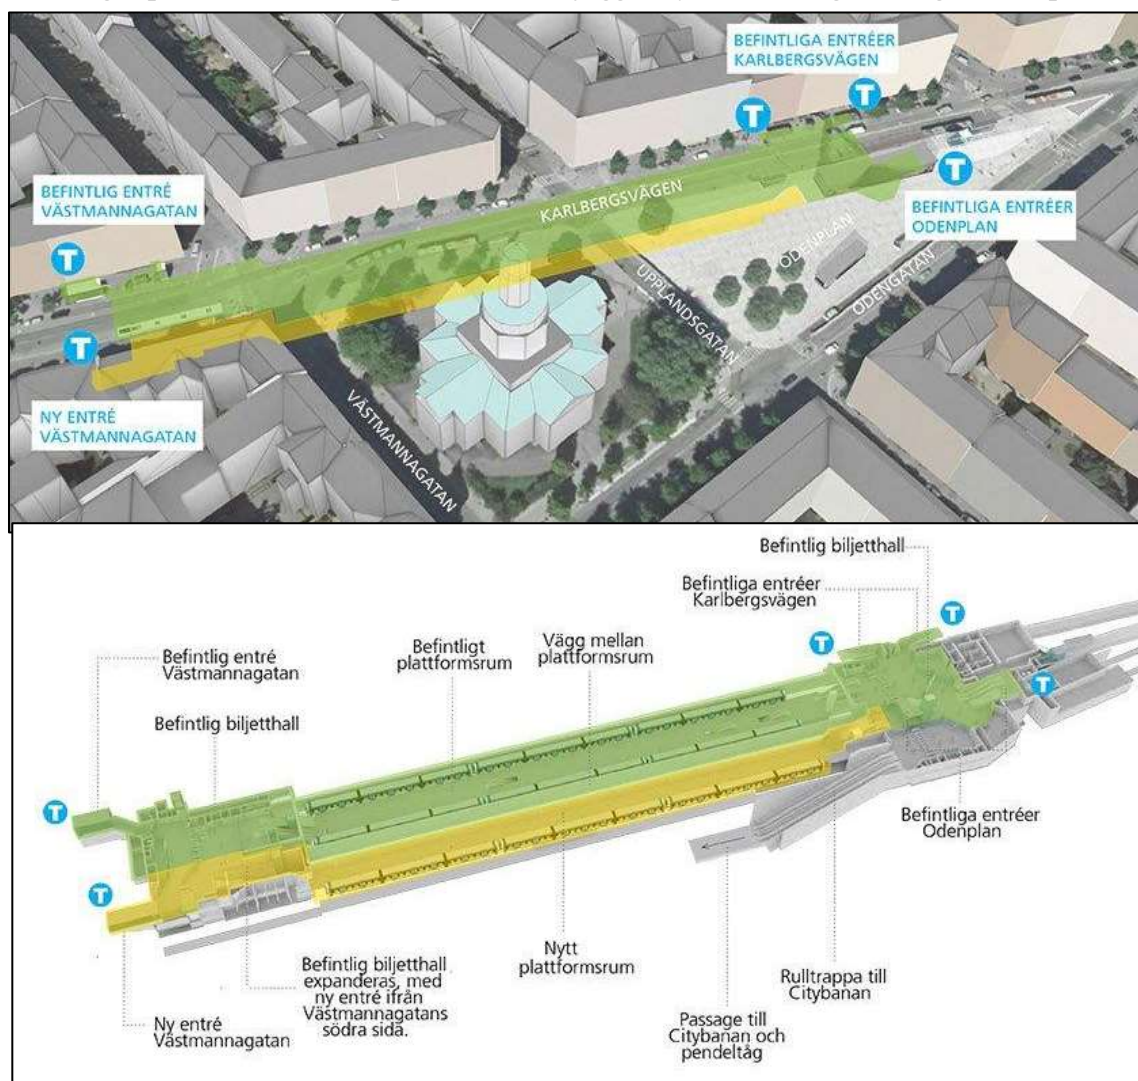 BEFINTLIGA ENTRÉER
KARLBERGSVÄGEN
T
T
BEFINTLIG ENTRÉ
VÄSTMANNAGATAN
T
KARLBERGSVÄGEN
T
BEFINTLIGA ENTRÉER
ODENPLAN
ODENPLAN
UPPLANDSGATAN
ODENGATAN
T
NY ENTRÉ
VÄSTMANNAGATAN
VÄSTMANNAGATAN
Befintlig biljetthall
Befintliga entréer
Karlbergsvägen
T
T
T
Befintlig entré
Västmannagatan
Befintligt
plattformsrum
Vägg mellan
plattformsrum
Befintlig biljetthall
T
T
Befintliga entréer
Odenplan
Nytt
plattformsrum
Rulltrappa till
Citybanan
Befintlig biljetthall
expanderas, med
ny entré ifrån
Västmannagatans
södra sida.
Ny entré
Västmannagatan
Passage till
Citybanan och
pendeltåg